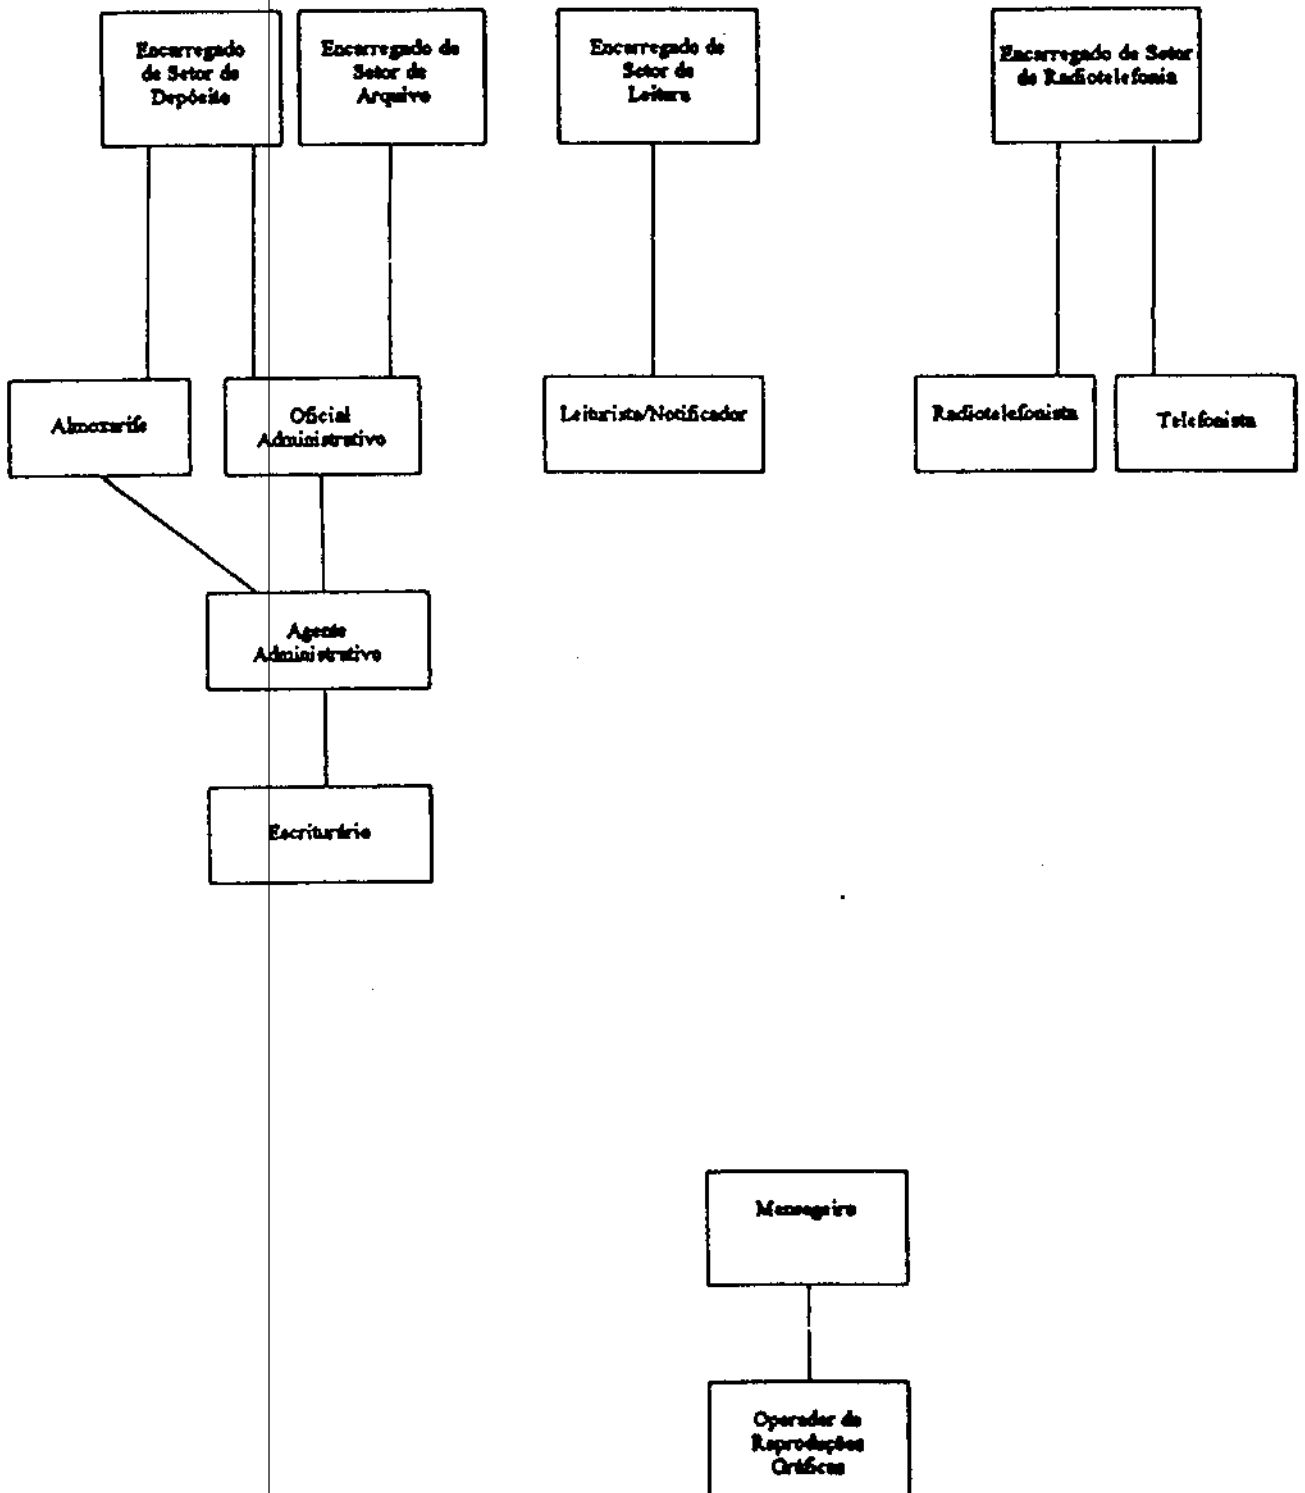 Encarregado
de Setor de
Depósito
Encarregado de
Setor de
Arquivo
Encarregado de
Setor de
Leitura
Encarregado de Setor
de Radiotelefonia
Almoxarife
Oficial
Administrativo
Leiturista/Notificador
Radiotelefonista
Telefonista
Agente
Administrativo
Escriturário
Mensageiro
Operador de
Reproduções
Gráficas